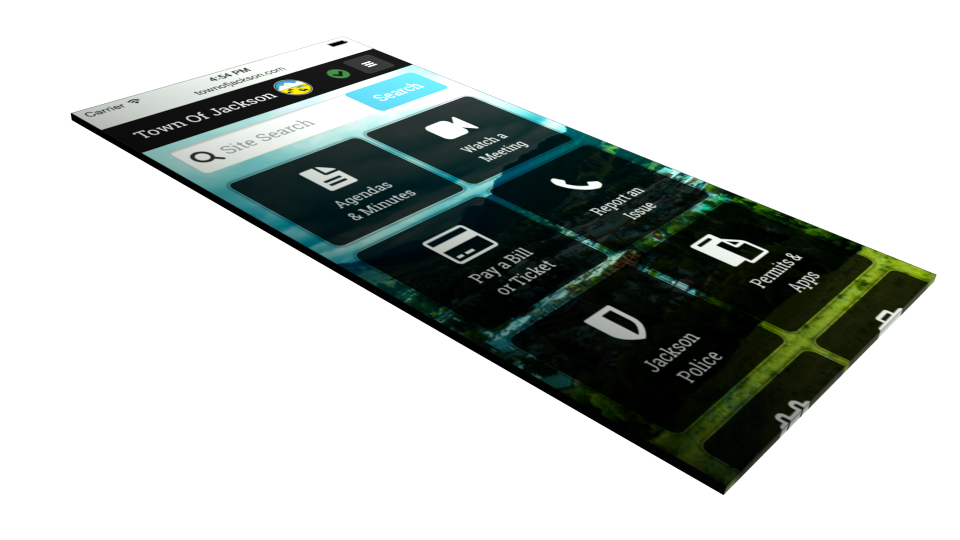 Carrier
4:54 PM
townofjackson.com
Town Of Jackson
Site Search
Search
Agendas
& Minutes
Watch a
Meeting
Pay a Bill
or Ticket
Report an
Issue
Jackson
Police
Permits &
Apps